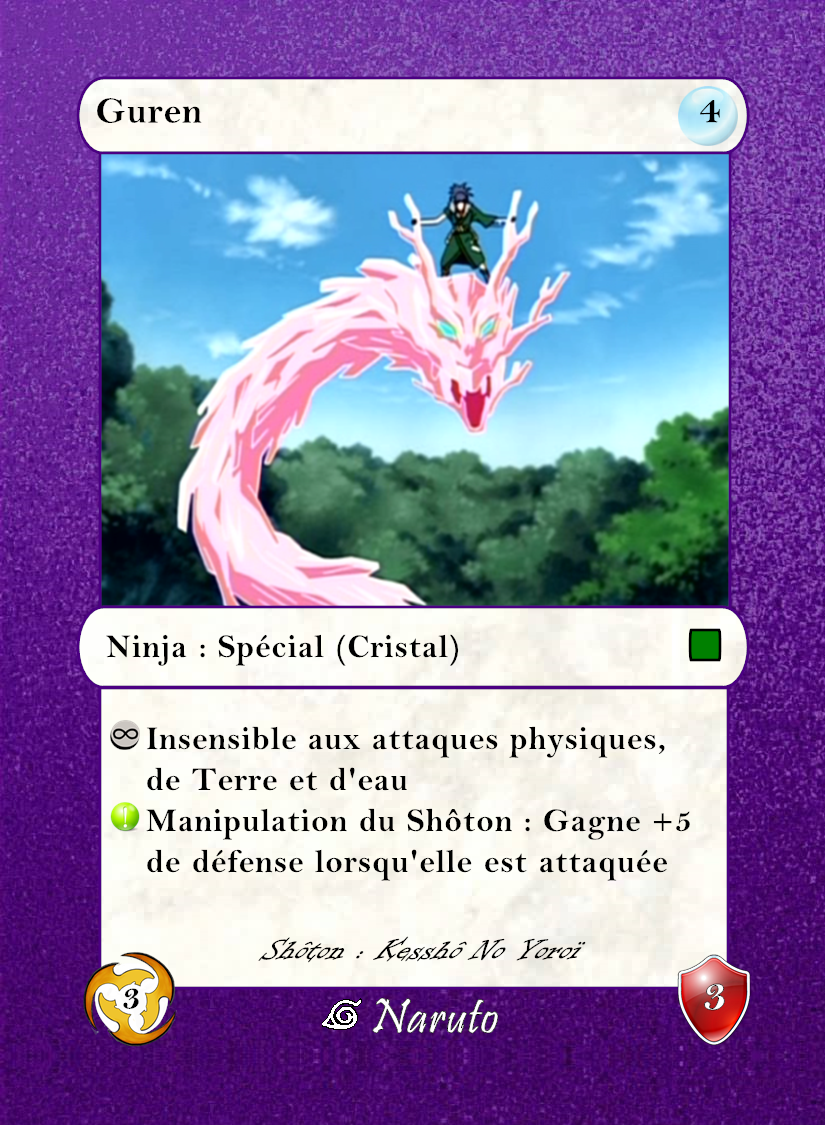 Guren
4
Ninja : Spécial (Cristal)
∞ Insensible aux attaques physiques,
de Terre et d'eau
! Manipulation du Shôton : Gagne +5
de défense lorsqu'elle est attaquée
Shôton : Kesshô No Yoroï
3
Naruto
3